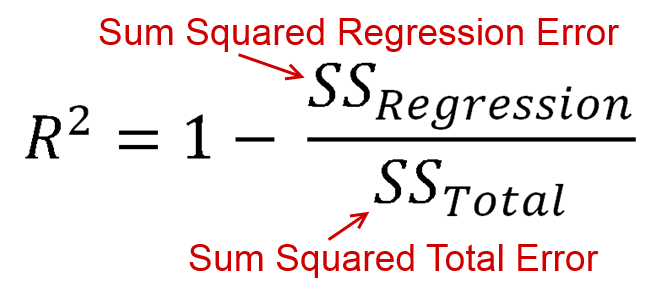 Sum Squared Regression Error
R² = 1 − SS_Regression / SS_Total
Sum Squared Total Error